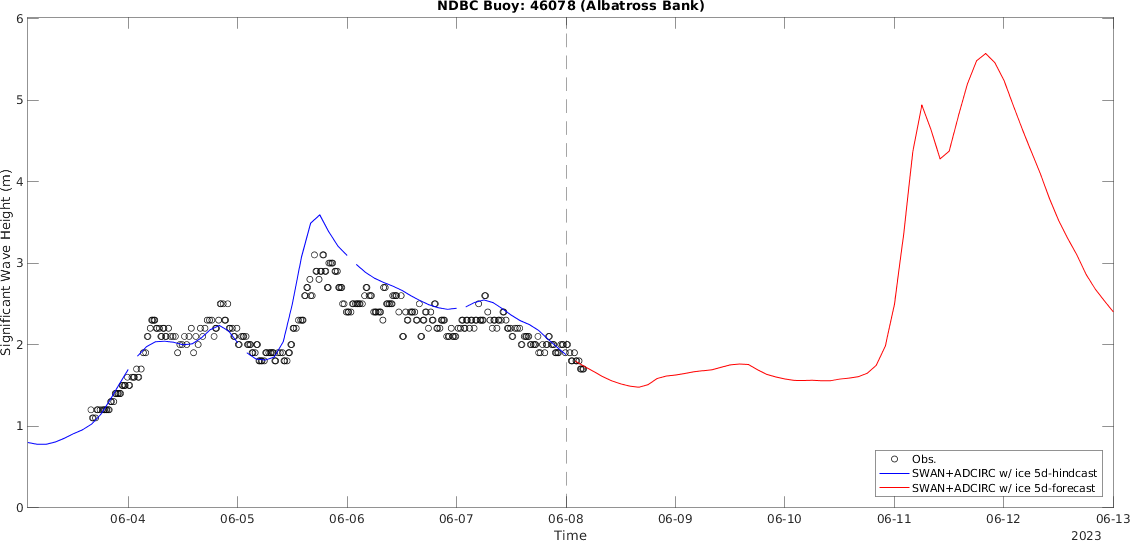 NDBC Buoy: 46078 (Albatross Bank)
6
5
4
3
2
1
0
Significant Wave Height (m)
Obs.
SWAN+ADCIRC w/ ice 5d-hindcast
SWAN+ADCIRC w/ ice 5d-forecast
06-04 06-05 06-06 06-07 06-08 06-09 06-10 06-11 06-12 06-13
Time
2023